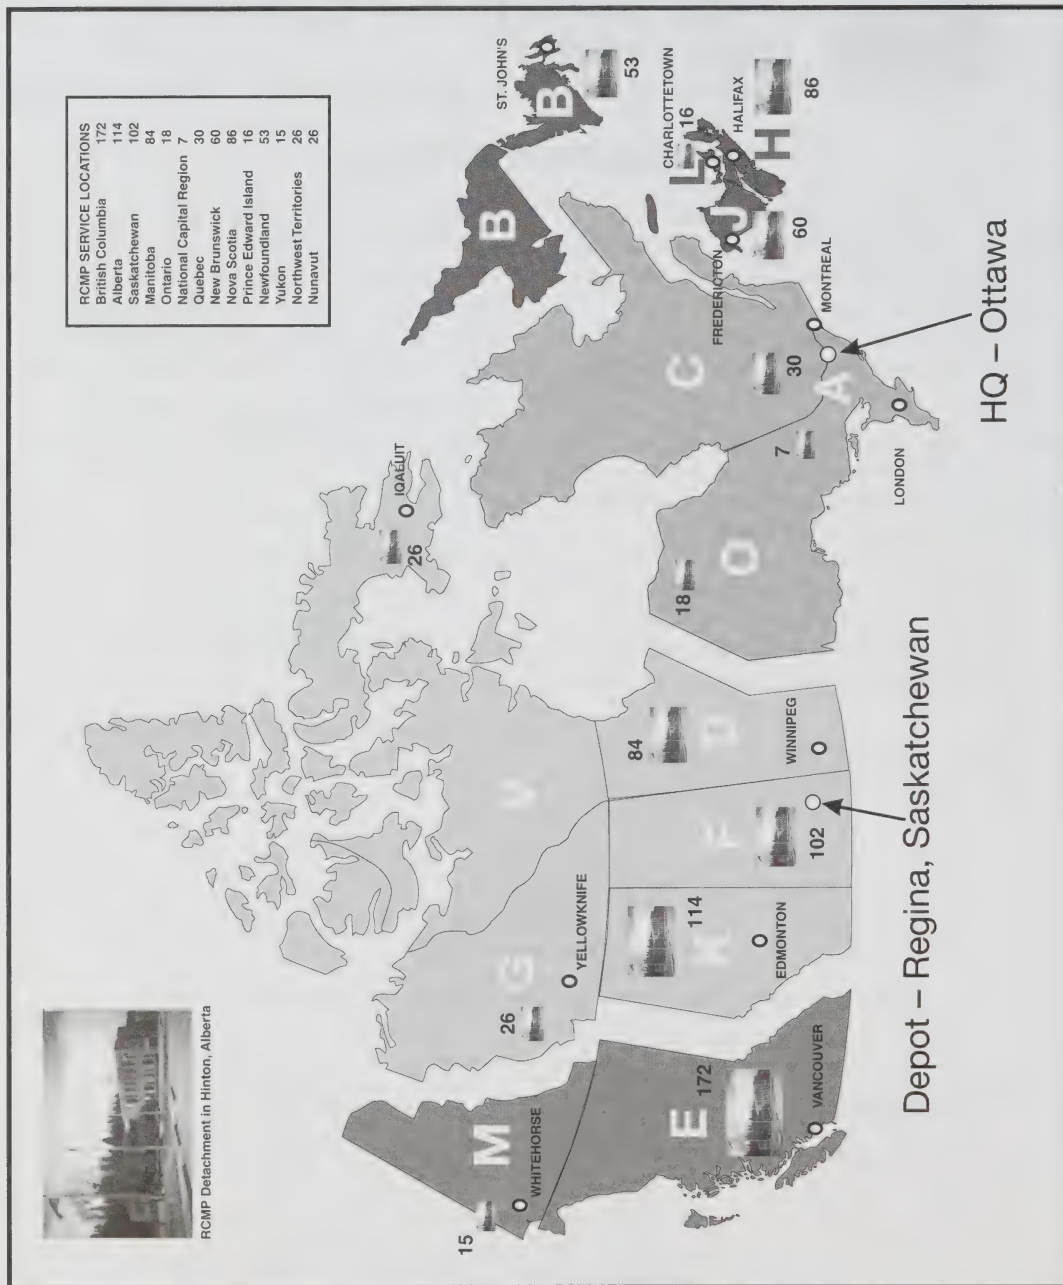 RCMP Detachment in Hinton, Alberta
RCMP SERVICE LOCATIONS
British Columbia 172
Alberta 114
Saskatchewan 102
Manitoba 84
Ontario 18
National Capital Region 7
Quebec 30
New Brunswick 60
Nova Scotia 86
Prince Edward Island 16
Newfoundland 53
Yukon 15
Northwest Territories 26
Nunavut 26
15
M
WHITEHORSE
26
G
YELLOWKNIFE
V
26
IQALUIT
B
ST. JOHN'S
B
53
E
172
VANCOUVER
K
114
EDMONTON
F
102
84
D
WINNIPEG
18
O
7
C
30
A
LONDON
MONTREAL
FREDERICTON
J
60
CHARLOTTETOWN
L
16
HALIFAX
H
86
Depot – Regina, Saskatchewan
HQ – Ottawa